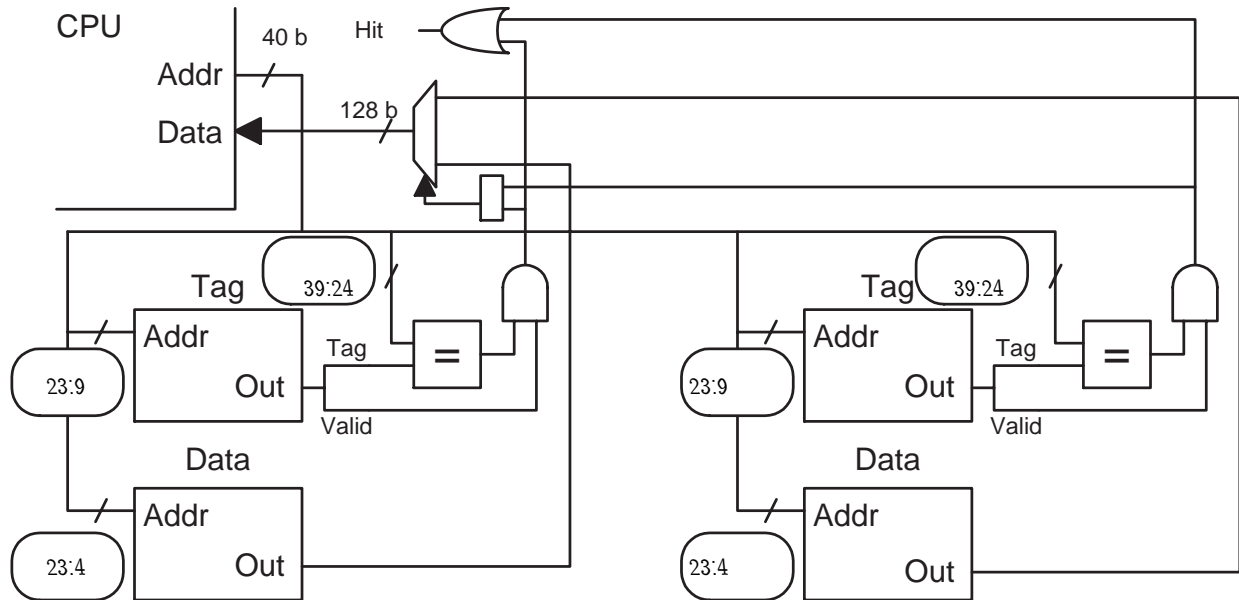 CPU
Hit
40 b
Addr
128 b
Data
Tag
39:24
Tag
39:24
Addr
Tag
=
Addr
Tag
=
23:9
Out
23:9
Out
Valid
Valid
Data
Data
Addr
Addr
23:4
Out
23:4
Out